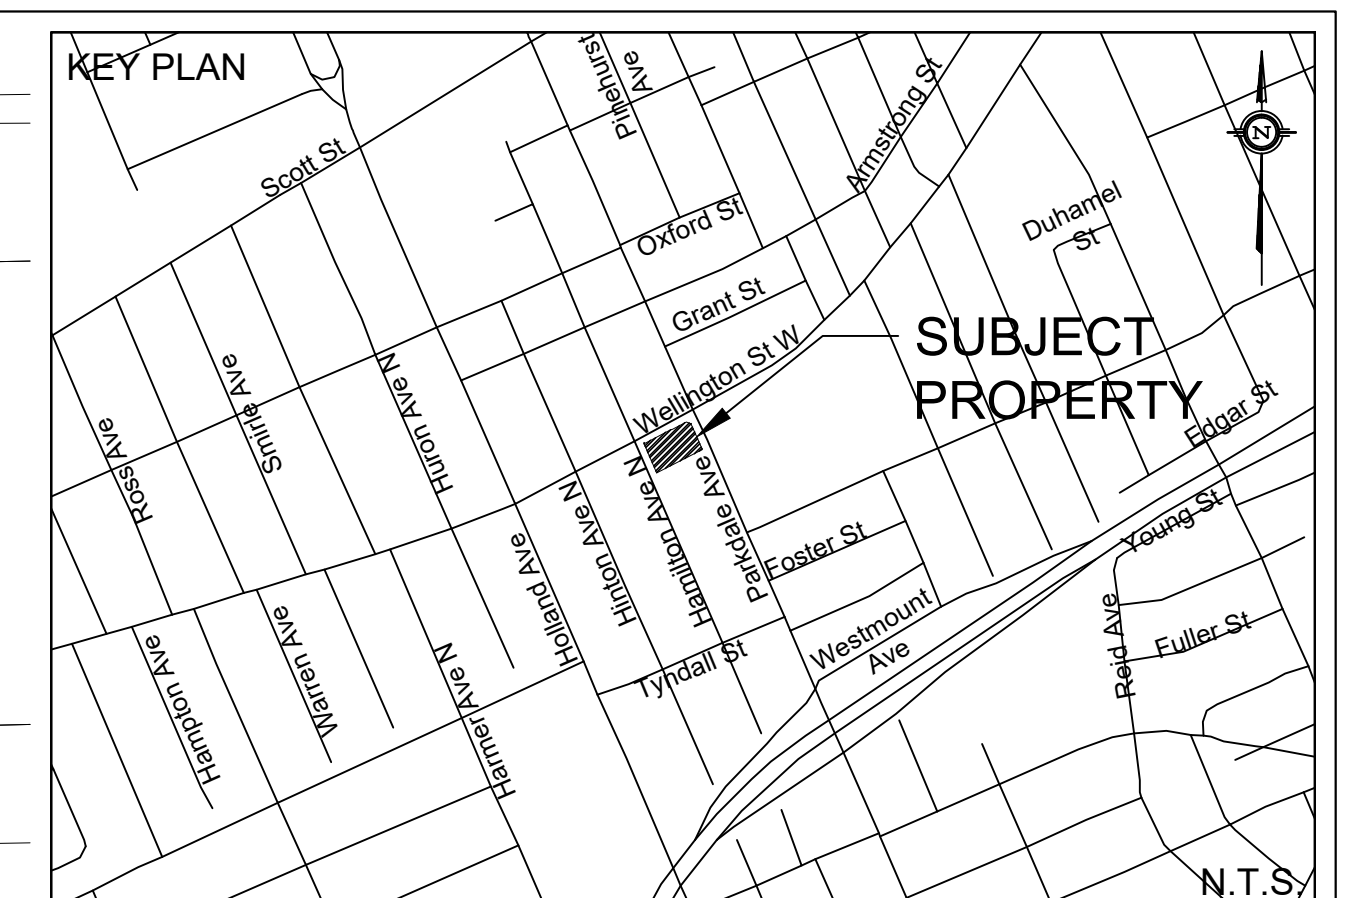 KEY PLAN
Pinehurst
Ave
Armstrong St
N
Scott St
Oxford St
Duhamel
St
Grant St
SUBJECT
PROPERTY
Wellington St W
Edgar St
Ross Ave
Smirle Ave
Huron Ave N
Holland Ave
Hinton Ave N
Hamilton Ave N
Parkdale Ave
Foster St
Young St
Westmount
Ave
Reid Ave
Fuller St
Tyndall St
Hampton Ave
Warren Ave
Harmer Ave N
N.T.S.